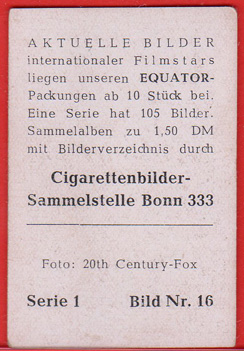 AKTUELLE BILDER
internationaler Filmstars
liegen unseren EQUATOR-
Packungen ab 10 Stück bei.
Eine Serie hat 105 Bilder.
Sammelalben zu 1,50 DM
mit Bilderverzeichnis durch
Cigarettenbilder-
Sammelstelle Bonn 333
Foto: 20th Century-Fox
Serie 1 Bild Nr. 16